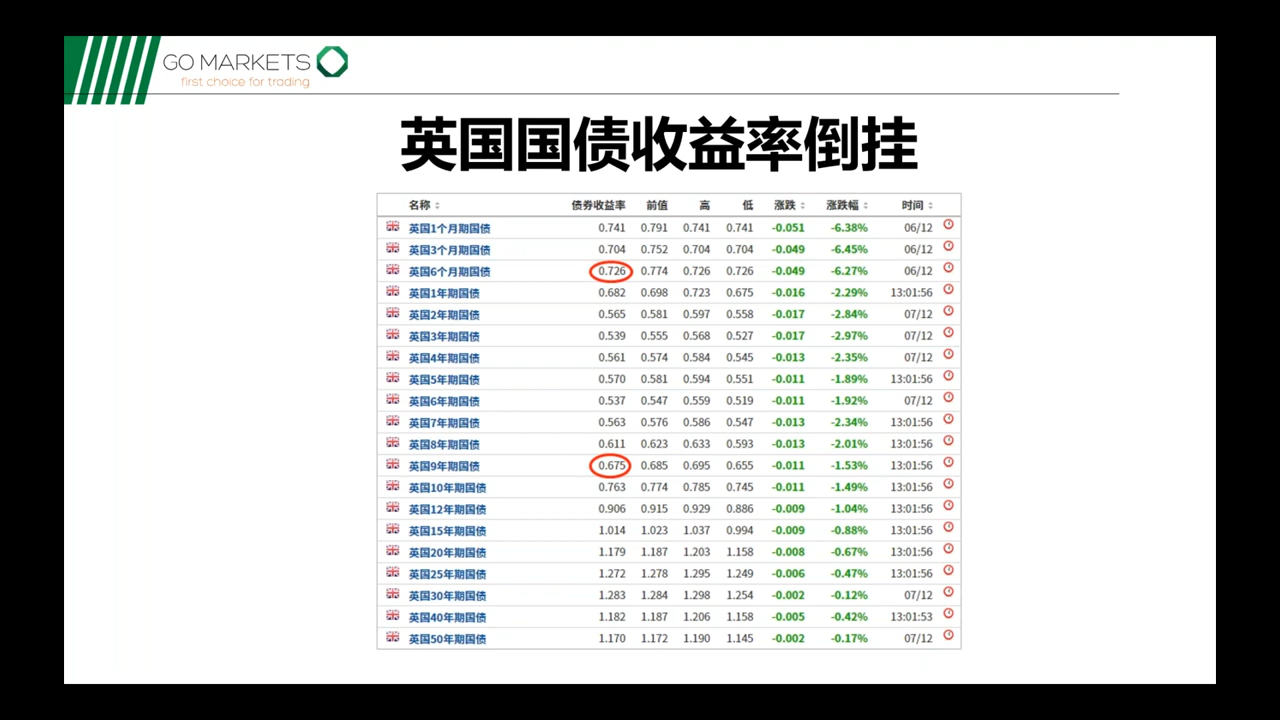 GO MARKETS
first choice for trading
英国国债收益率倒挂
名称 债券收益率 前值 高 低 涨跌 涨跌幅 时间
英国1个月期国债 0.741 0.791 0.741 0.741 -0.051 -6.38% 06/12
英国3个月期国债 0.704 0.752 0.704 0.704 -0.049 -6.45% 06/12
英国6个月期国债 0.726 0.774 0.726 0.726 -0.049 -6.27% 06/12
英国1年期国债 0.682 0.698 0.723 0.675 -0.016 -2.29% 13:01:56
英国2年期国债 0.565 0.581 0.597 0.558 -0.017 -2.84% 07/12
英国3年期国债 0.539 0.555 0.568 0.527 -0.017 -2.97% 07/12
英国4年期国债 0.561 0.574 0.584 0.545 -0.013 -2.35% 07/12
英国5年期国债 0.570 0.581 0.594 0.551 -0.011 -1.89% 13:01:56
英国6年期国债 0.537 0.547 0.559 0.519 -0.011 -1.92% 07/12
英国7年期国债 0.563 0.576 0.586 0.547 -0.013 -2.34% 13:01:56
英国8年期国债 0.611 0.623 0.633 0.593 -0.013 -2.01% 13:01:56
英国9年期国债 0.675 0.685 0.695 0.655 -0.011 -1.53% 13:01:56
英国10年期国债 0.763 0.774 0.785 0.745 -0.011 -1.49% 13:01:56
英国12年期国债 0.906 0.915 0.929 0.886 -0.009 -1.04% 13:01:56
英国15年期国债 1.014 1.023 1.037 0.994 -0.009 -0.88% 13:01:56
英国20年期国债 1.179 1.187 1.203 1.158 -0.008 -0.67% 13:01:56
英国25年期国债 1.272 1.278 1.295 1.249 -0.006 -0.47% 13:01:56
英国30年期国债 1.283 1.284 1.298 1.254 -0.002 -0.12% 07/12
英国40年期国债 1.182 1.187 1.206 1.158 -0.005 -0.42% 13:01:53
英国50年期国债 1.170 1.172 1.190 1.145 -0.002 -0.17% 07/12